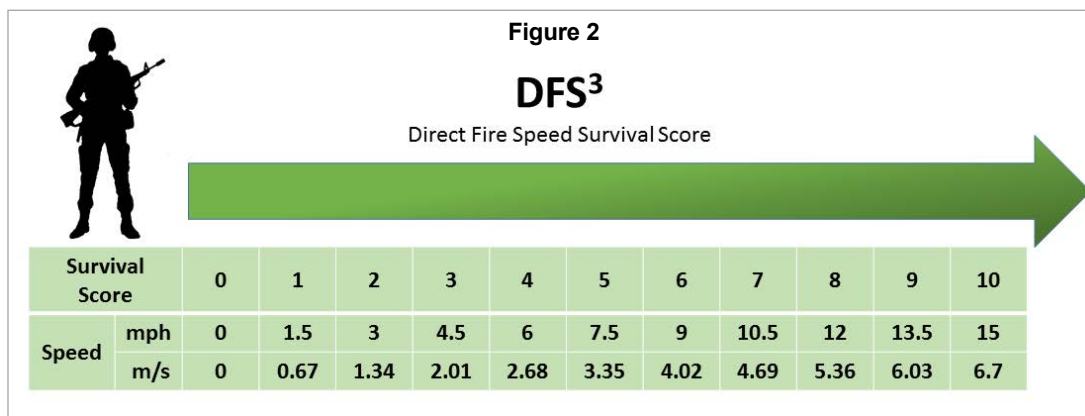 Figure 2
DFS³
Direct Fire Speed Survival Score
Survival Score 0 1 2 3 4 5 6 7 8 9 10
Speed mph 0 1.5 3 4.5 6 7.5 9 10.5 12 13.5 15
m/s 0 0.67 1.34 2.01 2.68 3.35 4.02 4.69 5.36 6.03 6.7